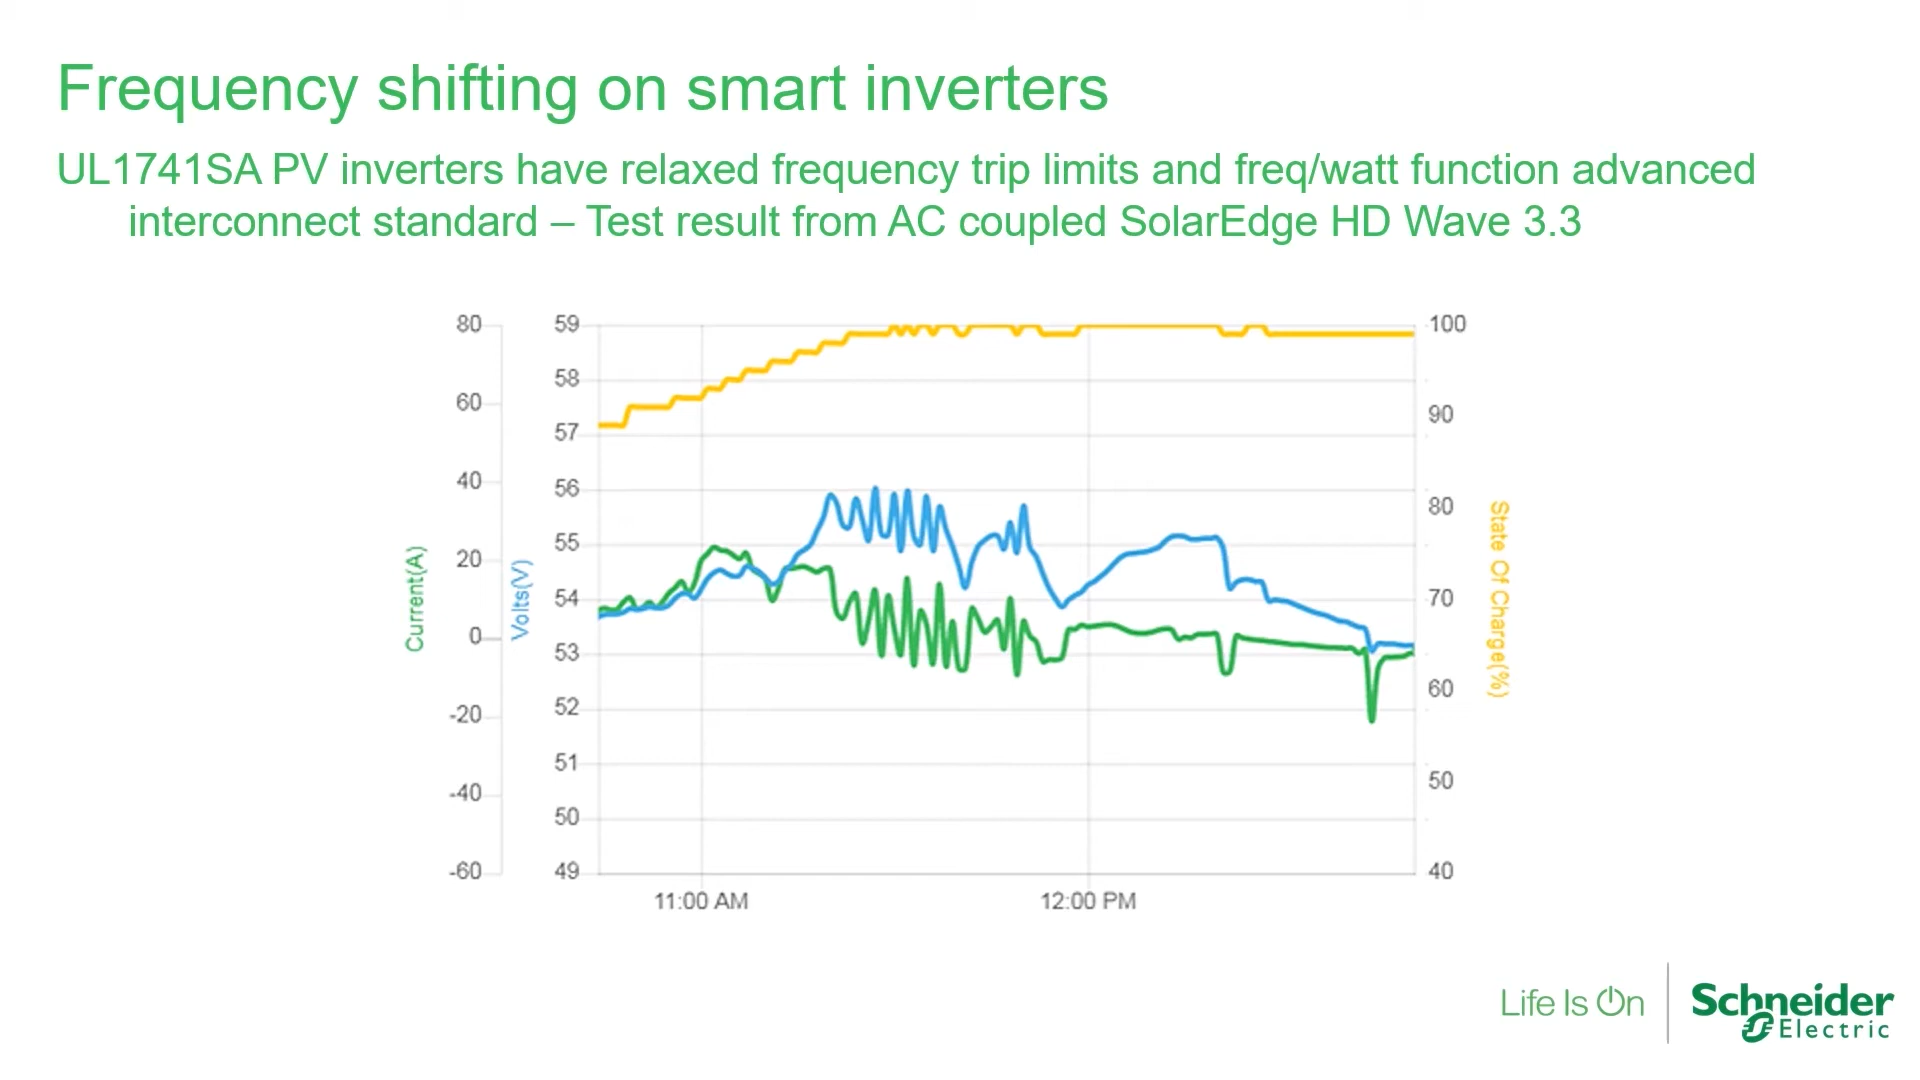 Frequency shifting on smart inverters
UL1741SA PV inverters have relaxed frequency trip limits and freq/watt function advanced
interconnect standard – Test result from AC coupled SolarEdge HD Wave 3.3
80
60
40
20
0
-20
-40
-60
Current(A)
59
58
57
56
55
54
53
52
51
50
49
Volts(V)
100
90
80
70
60
50
40
State Of Charge(%)
11:00 AM
12:00 PM
Life Is On
Schneider
Electric